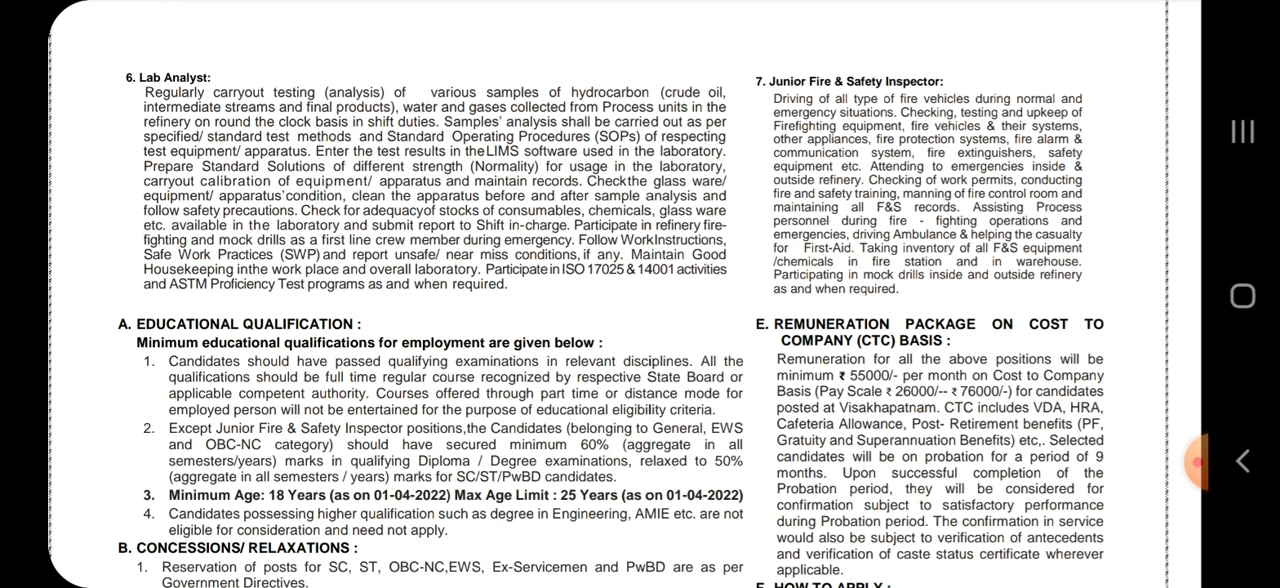 6. Lab Analyst:
Regularly carryout testing (analysis) of various samples of hydrocarbon (crude oil,
intermediate streams and final products), water and gases collected from Process units in the
refinery on round the clock basis in shift duties. Samples' analysis shall be carried out as per
specified/ standard test methods and Standard Operating Procedures (SOPs) of respecting
test equipment/ apparatus. Enter the test results in theLIMS software used in the laboratory.
Prepare Standard Solutions of different strength (Normality) for usage in the laboratory,
carryout calibration of equipment/ apparatus and maintain records. Checkthe glass ware/
equipment/ apparatus'condition, clean the apparatus before and after sample analysis and
follow safety precautions. Check for adequacyof stocks of consumables, chemicals, glass ware
etc. available in the laboratory and submit report to Shift in-charge. Participate in refinery fire-
fighting and mock drills as a first line crew member during emergency. Follow WorkInstructions,
Safe Work Practices (SWP) and report unsafe/ near miss conditions, if any. Maintain Good
Housekeeping inthe work place and overall laboratory. Participate in ISO 17025 & 14001 activities
and ASTM Proficiency Test programs as and when required.
A. EDUCATIONAL QUALIFICATION :
Minimum educational qualifications for employment are given below :
1. Candidates should have passed qualifying examinations in relevant disciplines. All the
qualifications should be full time regular course recognized by respective State Board or
applicable competent authority. Courses offered through part time or distance mode for
employed person will not be entertained for the purpose of educational eligibility criteria.
2. Except Junior Fire & Safety Inspector positions,the Candidates (belonging to General, EWS
and OBC-NC category) should have secured minimum 60% (aggregate in all
semesters/years) marks in qualifying Diploma / Degree examinations, relaxed to 50%
(aggregate in all semesters / years) marks for SC/ST/PwBD candidates.
3. Minimum Age: 18 Years (as on 01-04-2022) Max Age Limit : 25 Years (as on 01-04-2022)
4. Candidates possessing higher qualification such as degree in Engineering, AMIE etc. are not
eligible for consideration and need not apply.
B. CONCESSIONS/ RELAXATIONS :
1. Reservation of posts for SC, ST, OBC-NC,EWS, Ex-Servicemen and PwBD are as per
Government Directives.
7. Junior Fire & Safety Inspector:
Driving of all type of fire vehicles during normal and
emergency situations. Checking, testing and upkeep of
Firefighting equipment, fire vehicles & their systems,
other appliances, fire protection systems, fire alarm &
communication system, fire extinguishers, safety
equipment etc. Attending to emergencies inside &
outside refinery. Checking of work permits, conducting
fire and safety training, manning of fire control room and
maintaining all F&S records. Assisting Process
personnel during fire - fighting operations and
emergencies, driving Ambulance & helping the casualty
for First-Aid. Taking inventory of all F&S equipment
/chemicals in fire station and in warehouse.
Participating in mock drills inside and outside refinery
as and when required.
E. REMUNERATION PACKAGE ON COST TO
COMPANY (CTC) BASIS :
Remuneration for all the above positions will be
minimum ₹ 55000/- per month on Cost to Company
Basis (Pay Scale ₹ 26000/-- ₹ 76000/-) for candidates
posted at Visakhapatnam. CTC includes VDA, HRA,
Cafeteria Allowance, Post- Retirement benefits (PF,
Gratuity and Superannuation Benefits) etc,. Selected
candidates will be on probation for a period of 9
months. Upon successful completion of the
Probation period, they will be considered for
confirmation subject to satisfactory performance
during Probation period. The confirmation in service
would also be subject to verification of antecedents
and verification of caste status certificate wherever
applicable.
F. HOW TO APPLY :